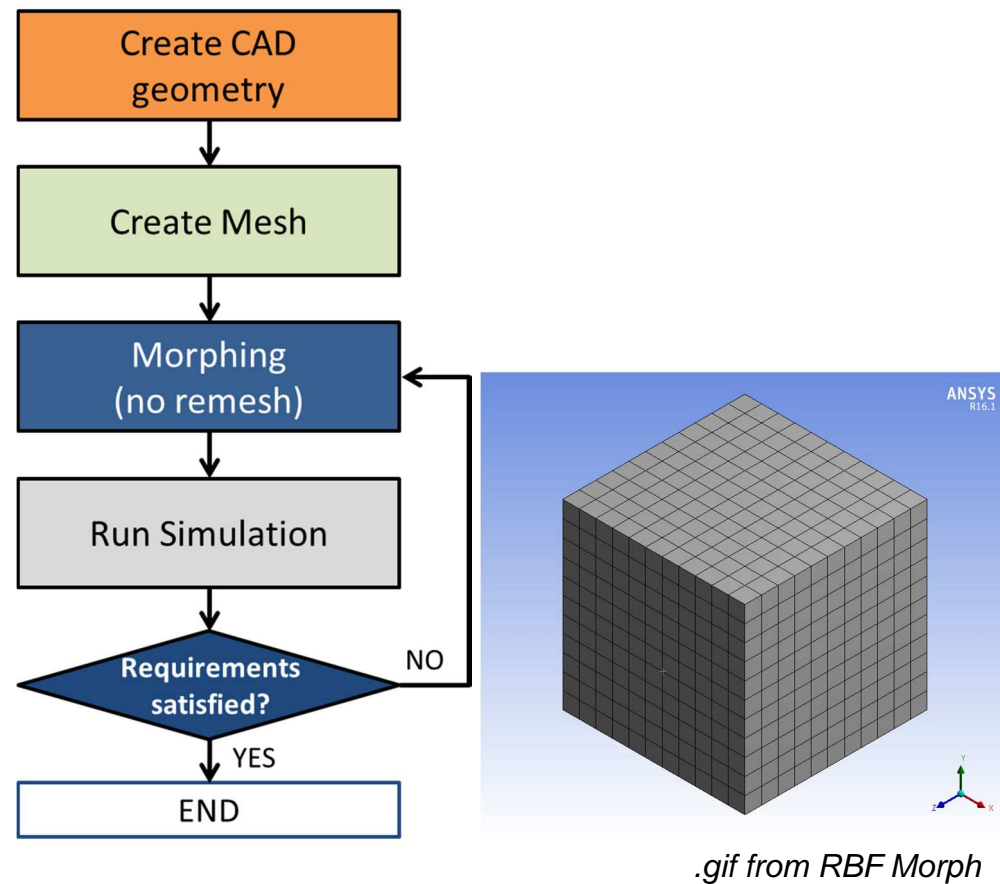 Create CAD
geometry
Create Mesh
Morphing
(no remesh)
Run Simulation
Requirements
satisfied?
NO
YES
END
ANSYS
R16.1
Y
Z
X
.gif from RBF Morph